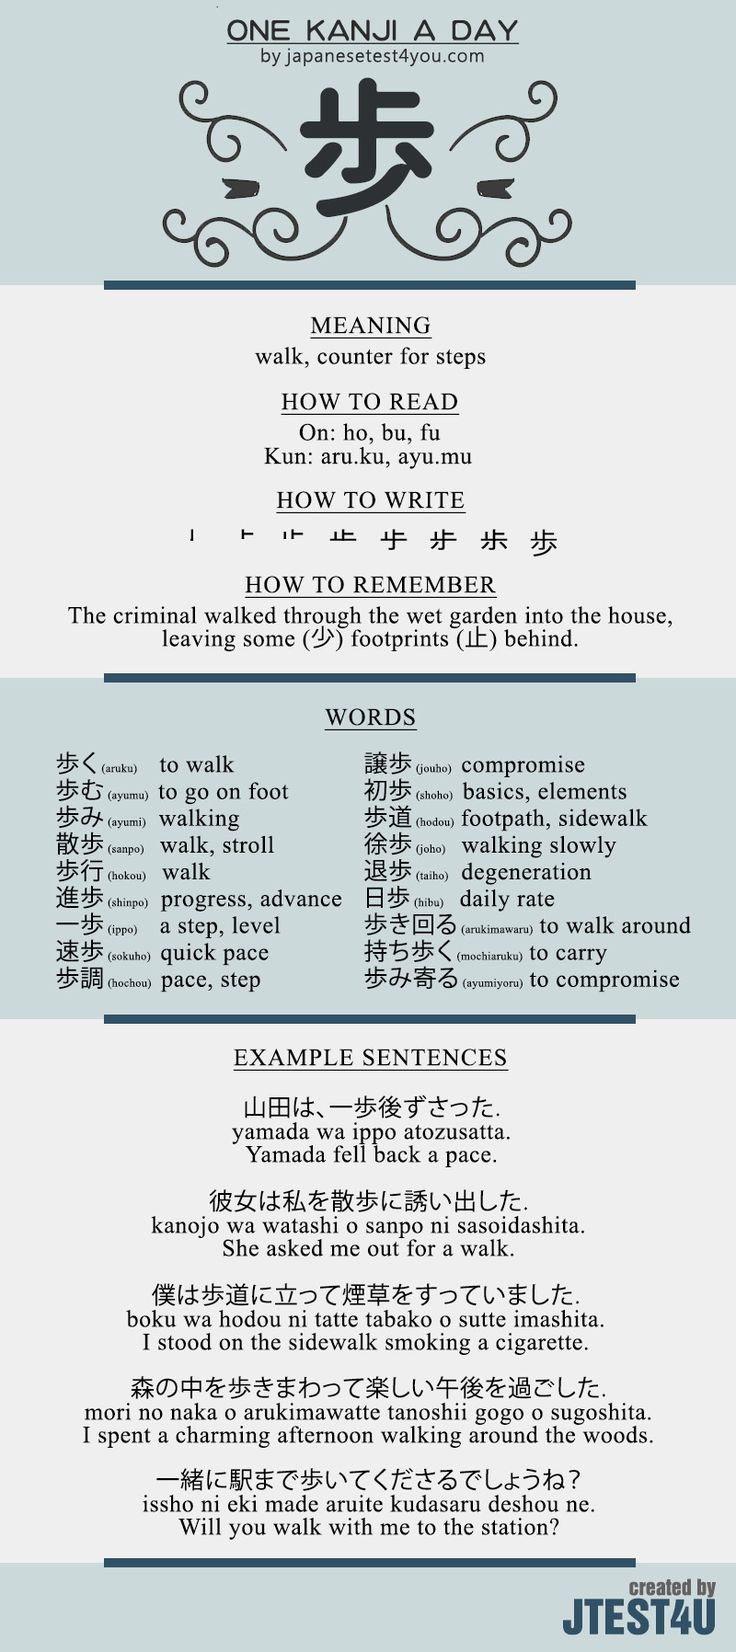 ONE KANJI A DAY
by japanesetest4you.com
歩
MEANING
walk, counter for steps
HOW TO READ
On: ho, bu, fu
Kun: aru.ku, ayu.mu
HOW TO WRITE
歩
HOW TO REMEMBER
The criminal walked through the wet garden into the house,
leaving some (少) footprints (止) behind.
WORDS
歩く (aruku) to walk
歩む (ayumu) to go on foot
歩み (ayumi) walking
散歩 (sanpo) walk, stroll
歩行 (hokou) walk
進歩 (shinpo) progress, advance
一歩 (ippo) a step, level
速歩 (sokuho) quick pace
歩調 (hochou) pace, step
譲歩 (jouho) compromise
初歩 (shoho) basics, elements
歩道 (hodou) footpath, sidewalk
徐歩 (joho) walking slowly
退歩 (taiho) degeneration
日歩 (hibu) daily rate
歩き回る (arukimawaru) to walk around
持ち歩く (mochiaruku) to carry
歩み寄る (ayumiyoru) to compromise
EXAMPLE SENTENCES
山田は、一歩後ずさった.
yamada wa ippo atozusatta.
Yamada fell back a pace.
彼女は私を散歩に誘い出した.
kanojo wa watashi o sanpo ni sasoidashita.
She asked me out for a walk.
僕は歩道に立って煙草をすっていました.
boku wa hodou ni tatte tabako o sutte imashita.
I stood on the sidewalk smoking a cigarette.
森の中を歩きまわって楽しい午後を過ごした.
mori no naka o arukimawatte tanoshii gogo o sugoshita.
I spent a charming afternoon walking around the woods.
一緒に駅まで歩いてくださるでしょうね?
issho ni eki made aruite kudasaru deshou ne.
Will you walk with me to the station?
created by
JTEST4U